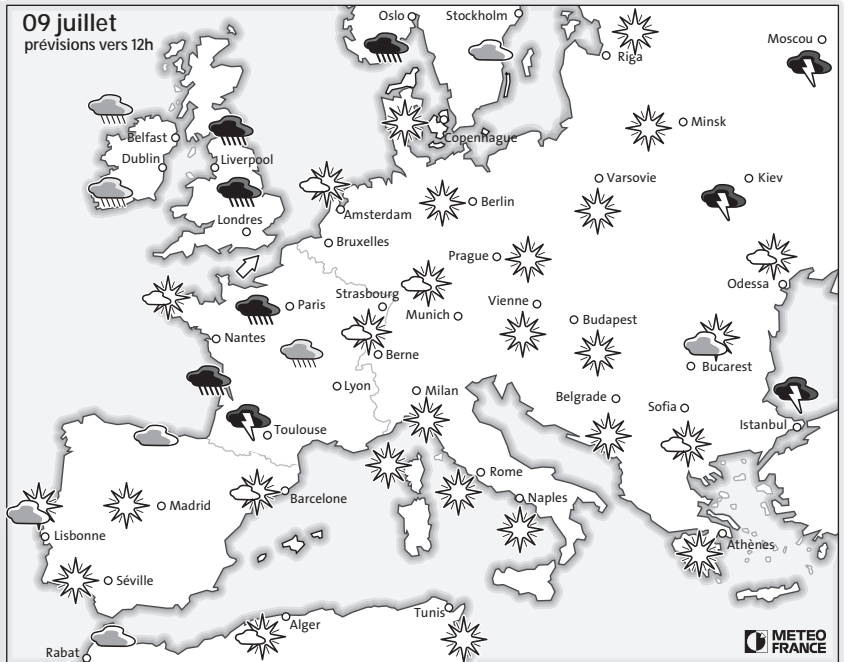 09 juillet
prévisions vers 12h
Oslo
Stockholm
Riga
Moscou
Minsk
Copenhague
Belfast
Dublin
Liverpool
Varsovie
Kiev
Londres
Amsterdam
Berlin
Bruxelles
Prague
Odessa
Strasbourg
Paris
Munich
Vienne
Budapest
Nantes
Berne
Bucarest
Lyon
Milan
Belgrade
Sofia
Istanbul
Toulouse
Rome
Barcelone
Naples
Madrid
Lisbonne
Athènes
Séville
Tunis
Alger
Rabat
METEO
FRANCE